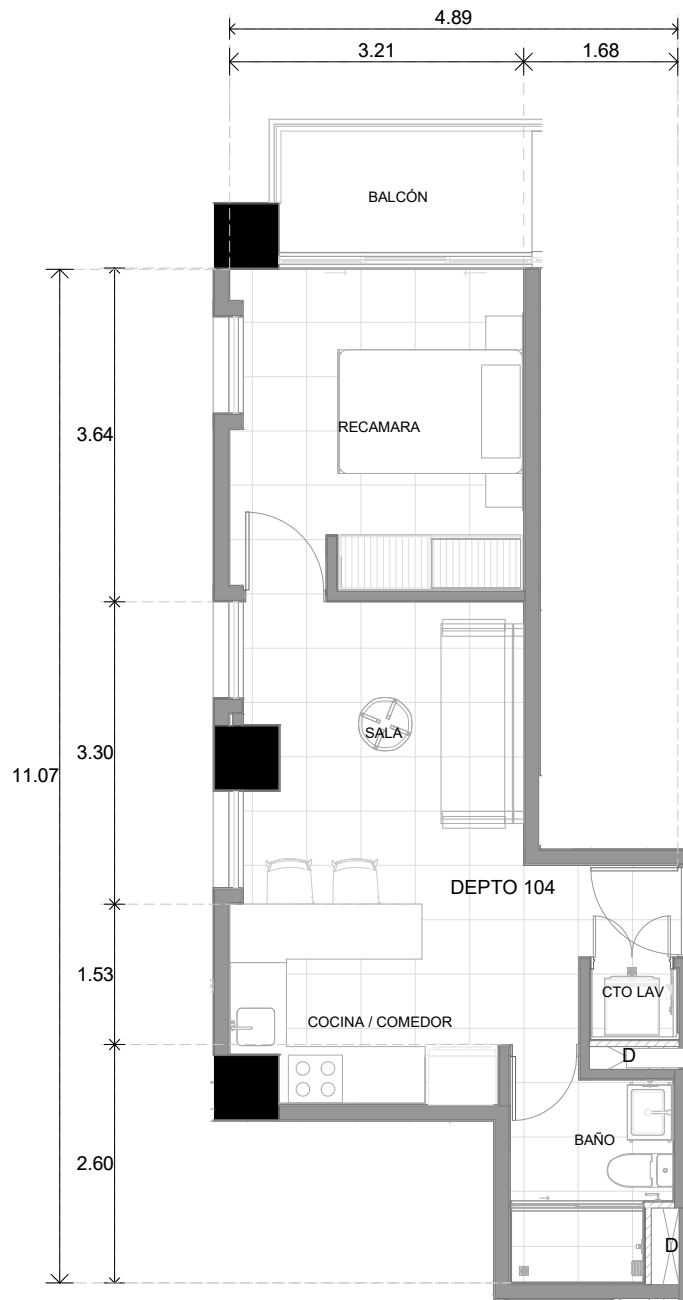 4.89
3.21
1.68
BALCÓN
3.64
RECAMARA
3.30
SALA
11.07
DEPTO 104
1.53
CTO LAV
COCINA / COMEDOR
D
BAÑO
2.60
D